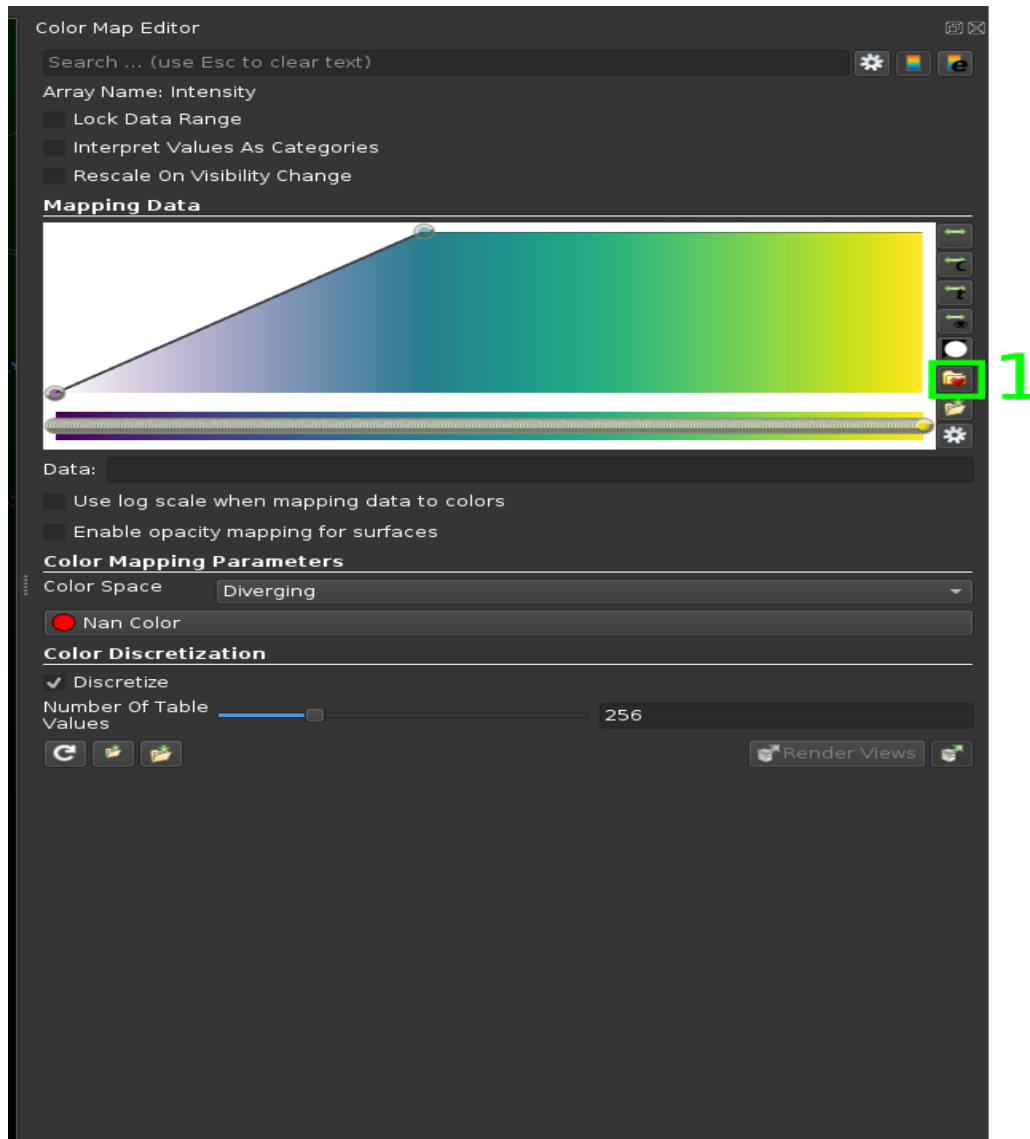 Color Map Editor
Search ... (use Esc to clear text)
Array Name: Intensity
Lock Data Range
Interpret Values As Categories
Rescale On Visibility Change
Mapping Data
c
t
1
Data:
Use log scale when mapping data to colors
Enable opacity mapping for surfaces
Color Mapping Parameters
Color Space Diverging
Nan Color
Color Discretization
Discretize
Number Of Table
Values
256
Render Views